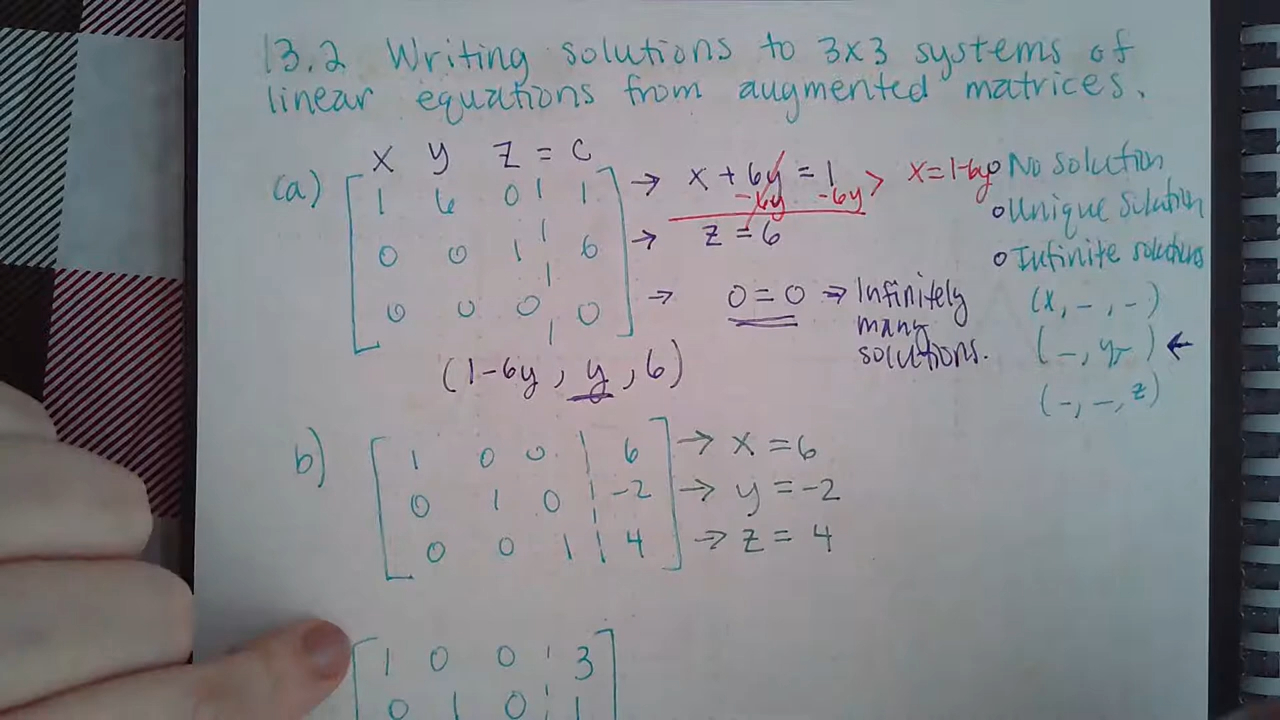 13.2 Writing solutions to 3x3 systems of
linear equations from augmented matrices.
x y z = c
(a) 1 6 0 | 1 → x + 6y = 1 > x=1-6y
-6y -6y
0 0 1 | 6 → z = 6
0 0 0 | 0 → 0=0 → Infinitely
many
solutions.
(1-6y, y, 6)
o No solution
o Unique solution
o Infinite solutions
(x, -, -)
(-, y, -) ←
(-, -, z)
b) 1 0 0 | 6 → x = 6
0 1 0 | -2 → y = -2
0 0 1 | 4 → z = 4
1 0 0 | 3
0 1 0 | 1